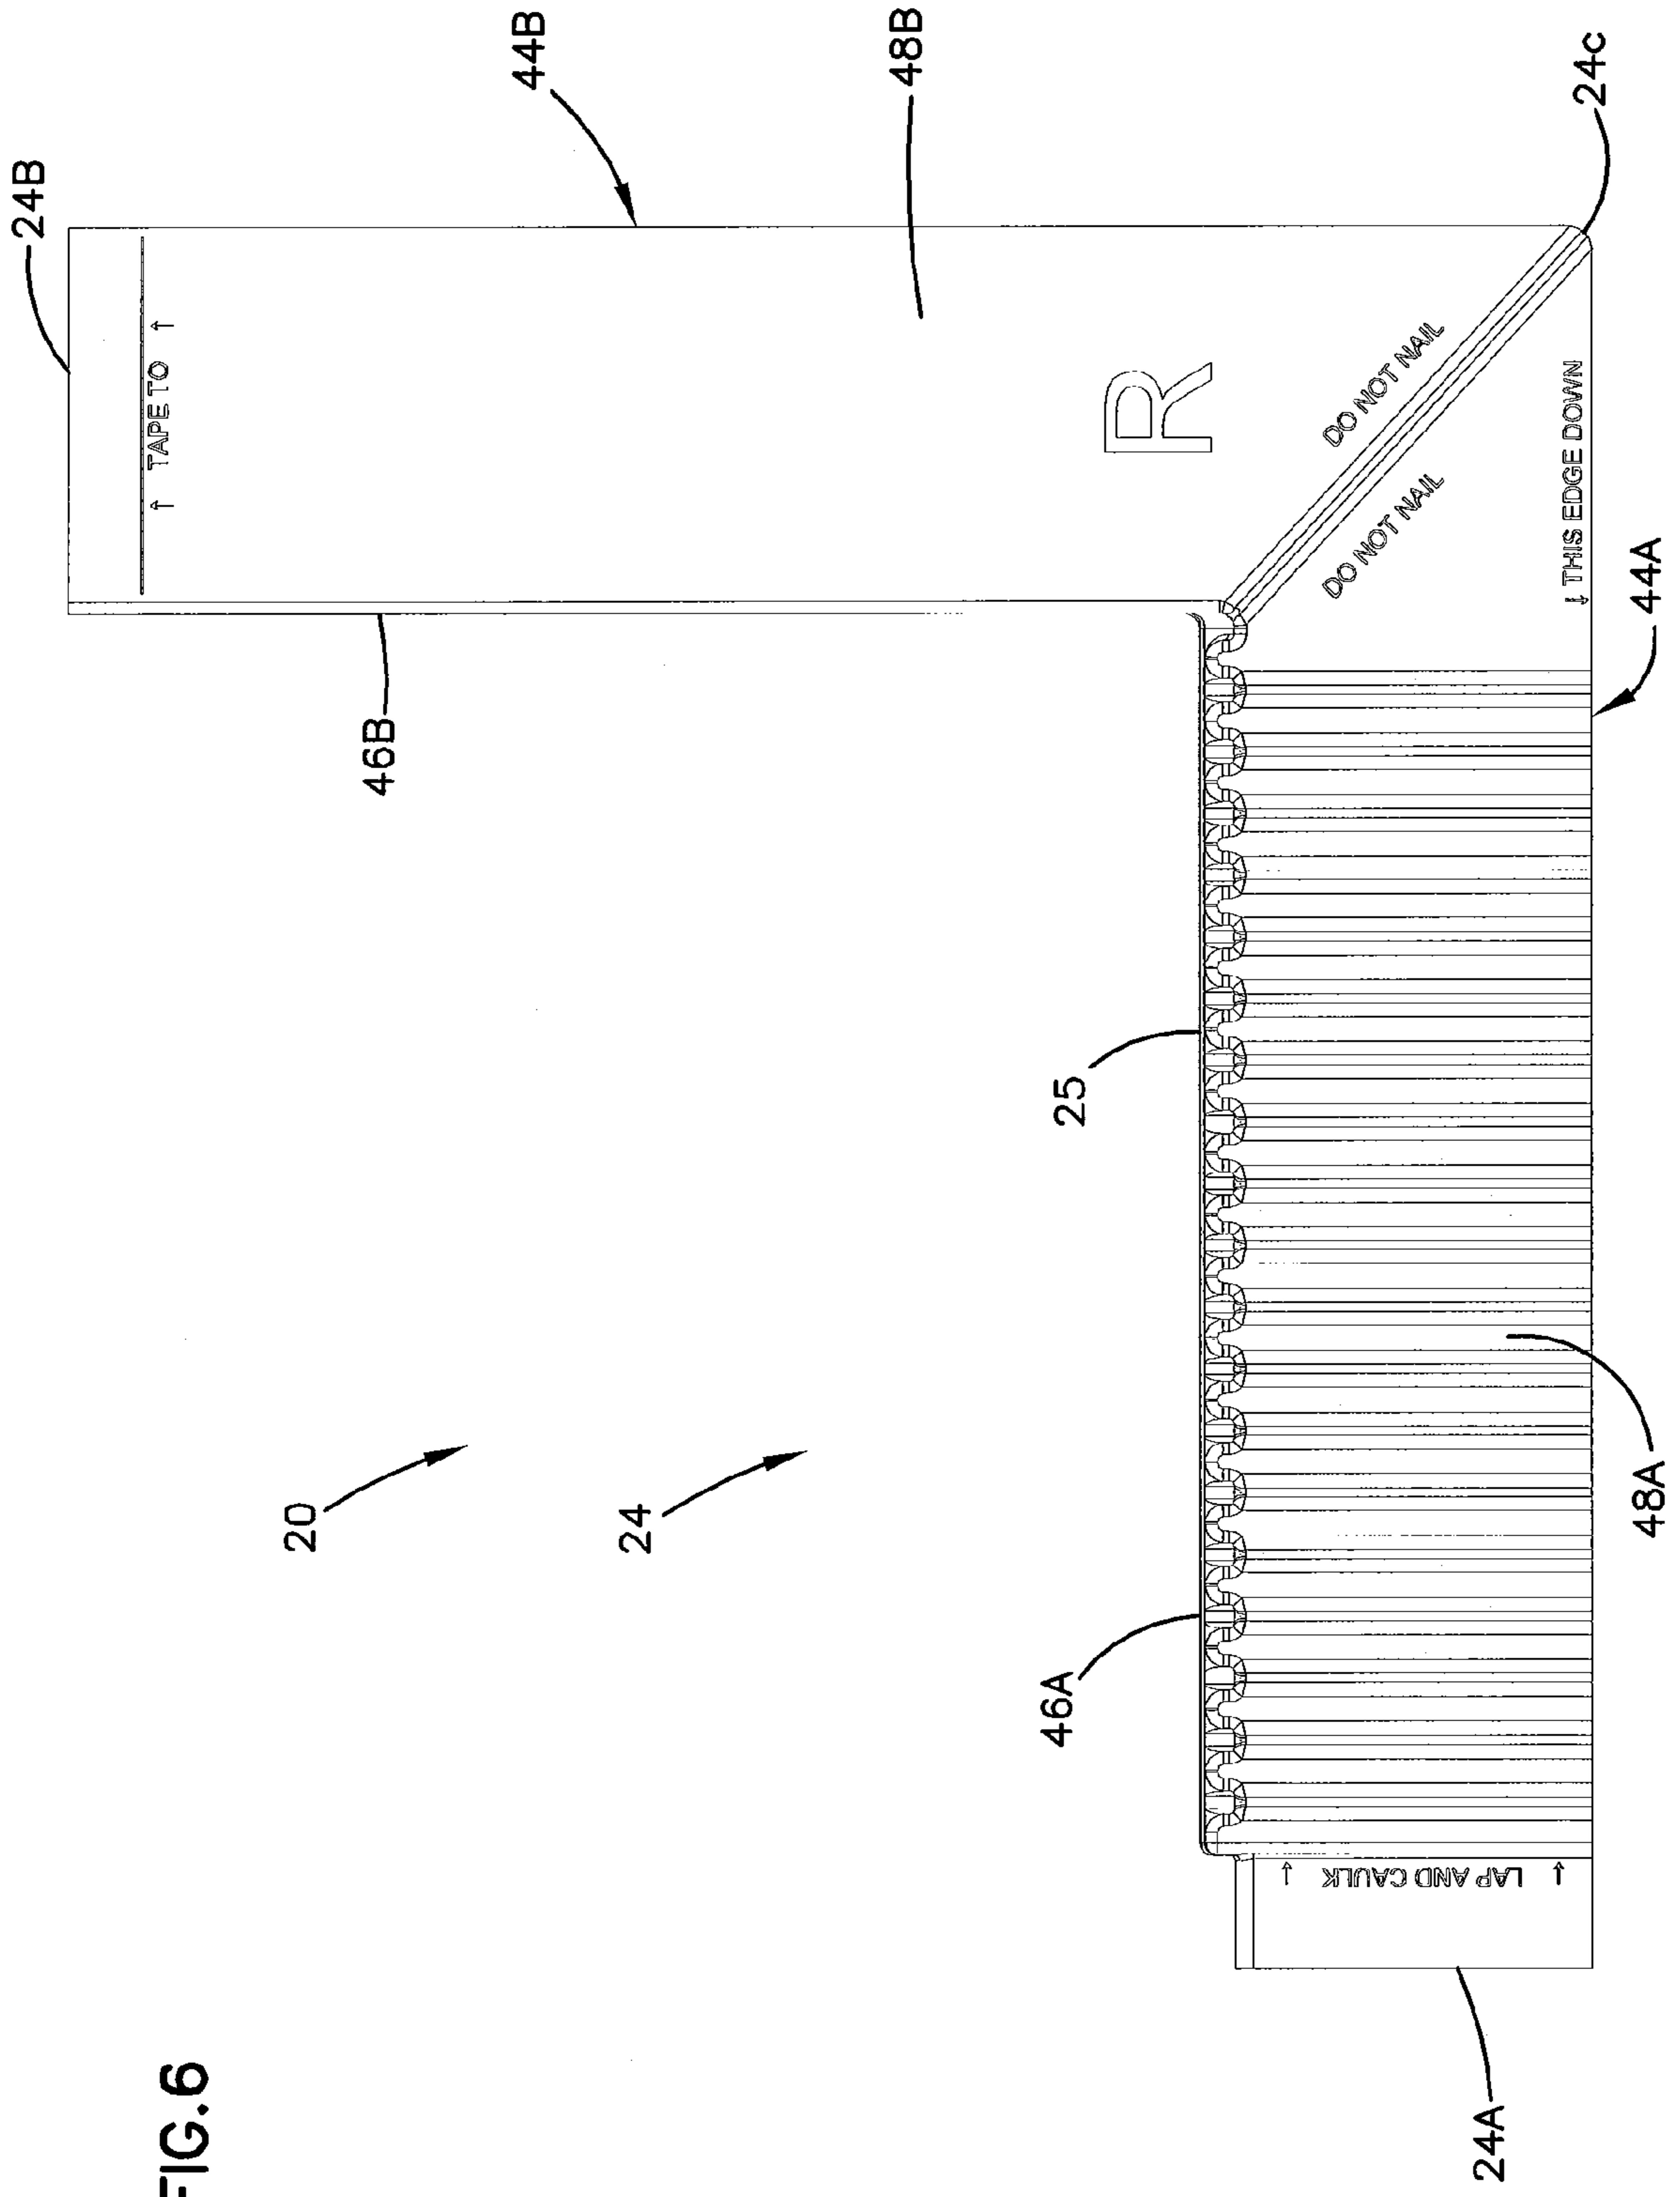 24B
44B
48B
↑ TAPE TO ↑
46B
R
DO NOT NAIL
DO NOT NAIL
24c
↓ THIS EDGE DOWN
44A
25
20
24
46A
48A
← LAP AND CAULK ←
24A
FIG.6